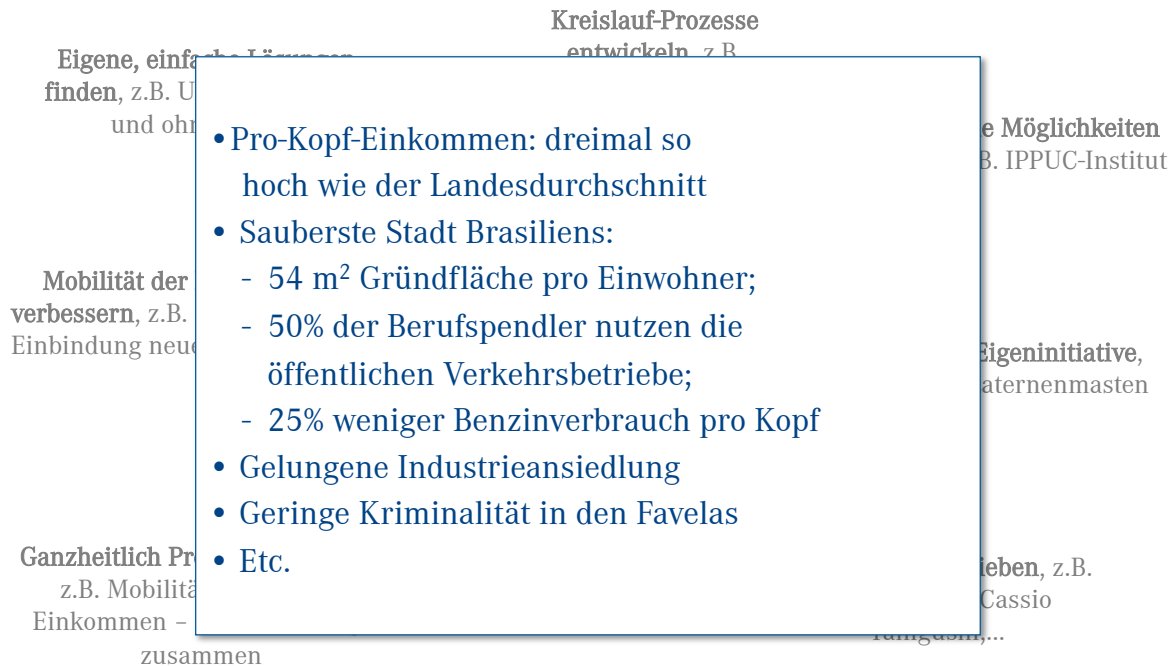 Kreislauf-Prozesse
entwickeln, z.B.
Eigene, einfache Lösungen
finden, z.B. U
und ohn
e Möglichkeiten
B. IPPUC-Institut
Mobilität der
verbessern, z.B.
Einbindung neue
Eigeninitiative,
aternenmasten
Ganzheitlich Pr
z.B. Mobilitä
Einkommen –
zusammen
ieben, z.B.
Cassio
•Pro-Kopf-Einkommen: dreimal so
hoch wie der Landesdurchschnitt
• Sauberste Stadt Brasiliens:
- 54 m² Gründfläche pro Einwohner;
- 50% der Berufspendler nutzen die
öffentlichen Verkehrsbetriebe;
- 25% weniger Benzinverbrauch pro Kopf
• Gelungene Industrieansiedlung
• Geringe Kriminalität in den Favelas
• Etc.